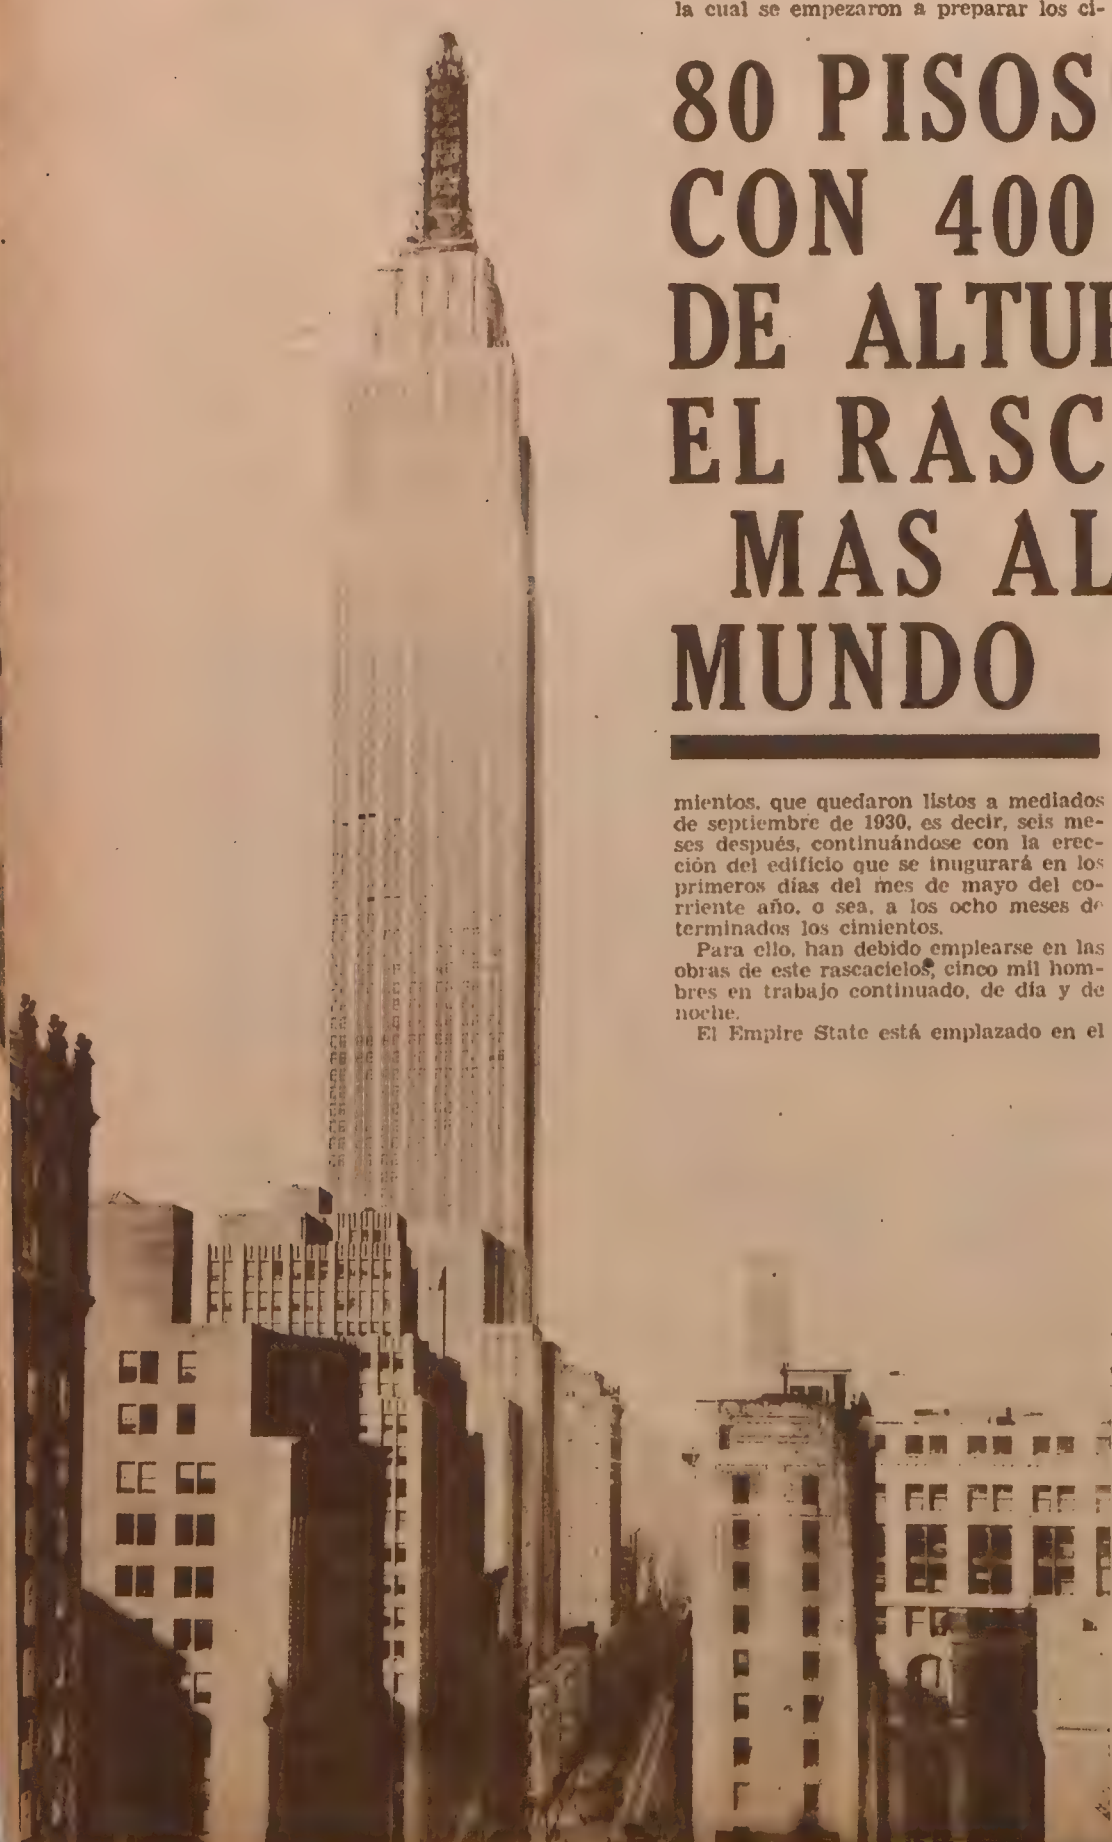 la cual se empezaron a preparar los ci-
80 PISOS
CON 400
DE ALTU
EL RASC
MAS AL
MUNDO
mientos, que quedaron listos a mediados
de septiembre de 1930, es decir, seis me-
ses después, continuándose con la erec-
ción del edificio que se inugurará en los
primeros días del mes de mayo del co-
rriente año, o sea, a los ocho meses de
terminados los cimientos.
Para ello, han debido emplearse en las
obras de este rascacielos, cinco mil hom-
bres en trabajo continuado, de día y de
noche.
El Empire State está emplazado en el